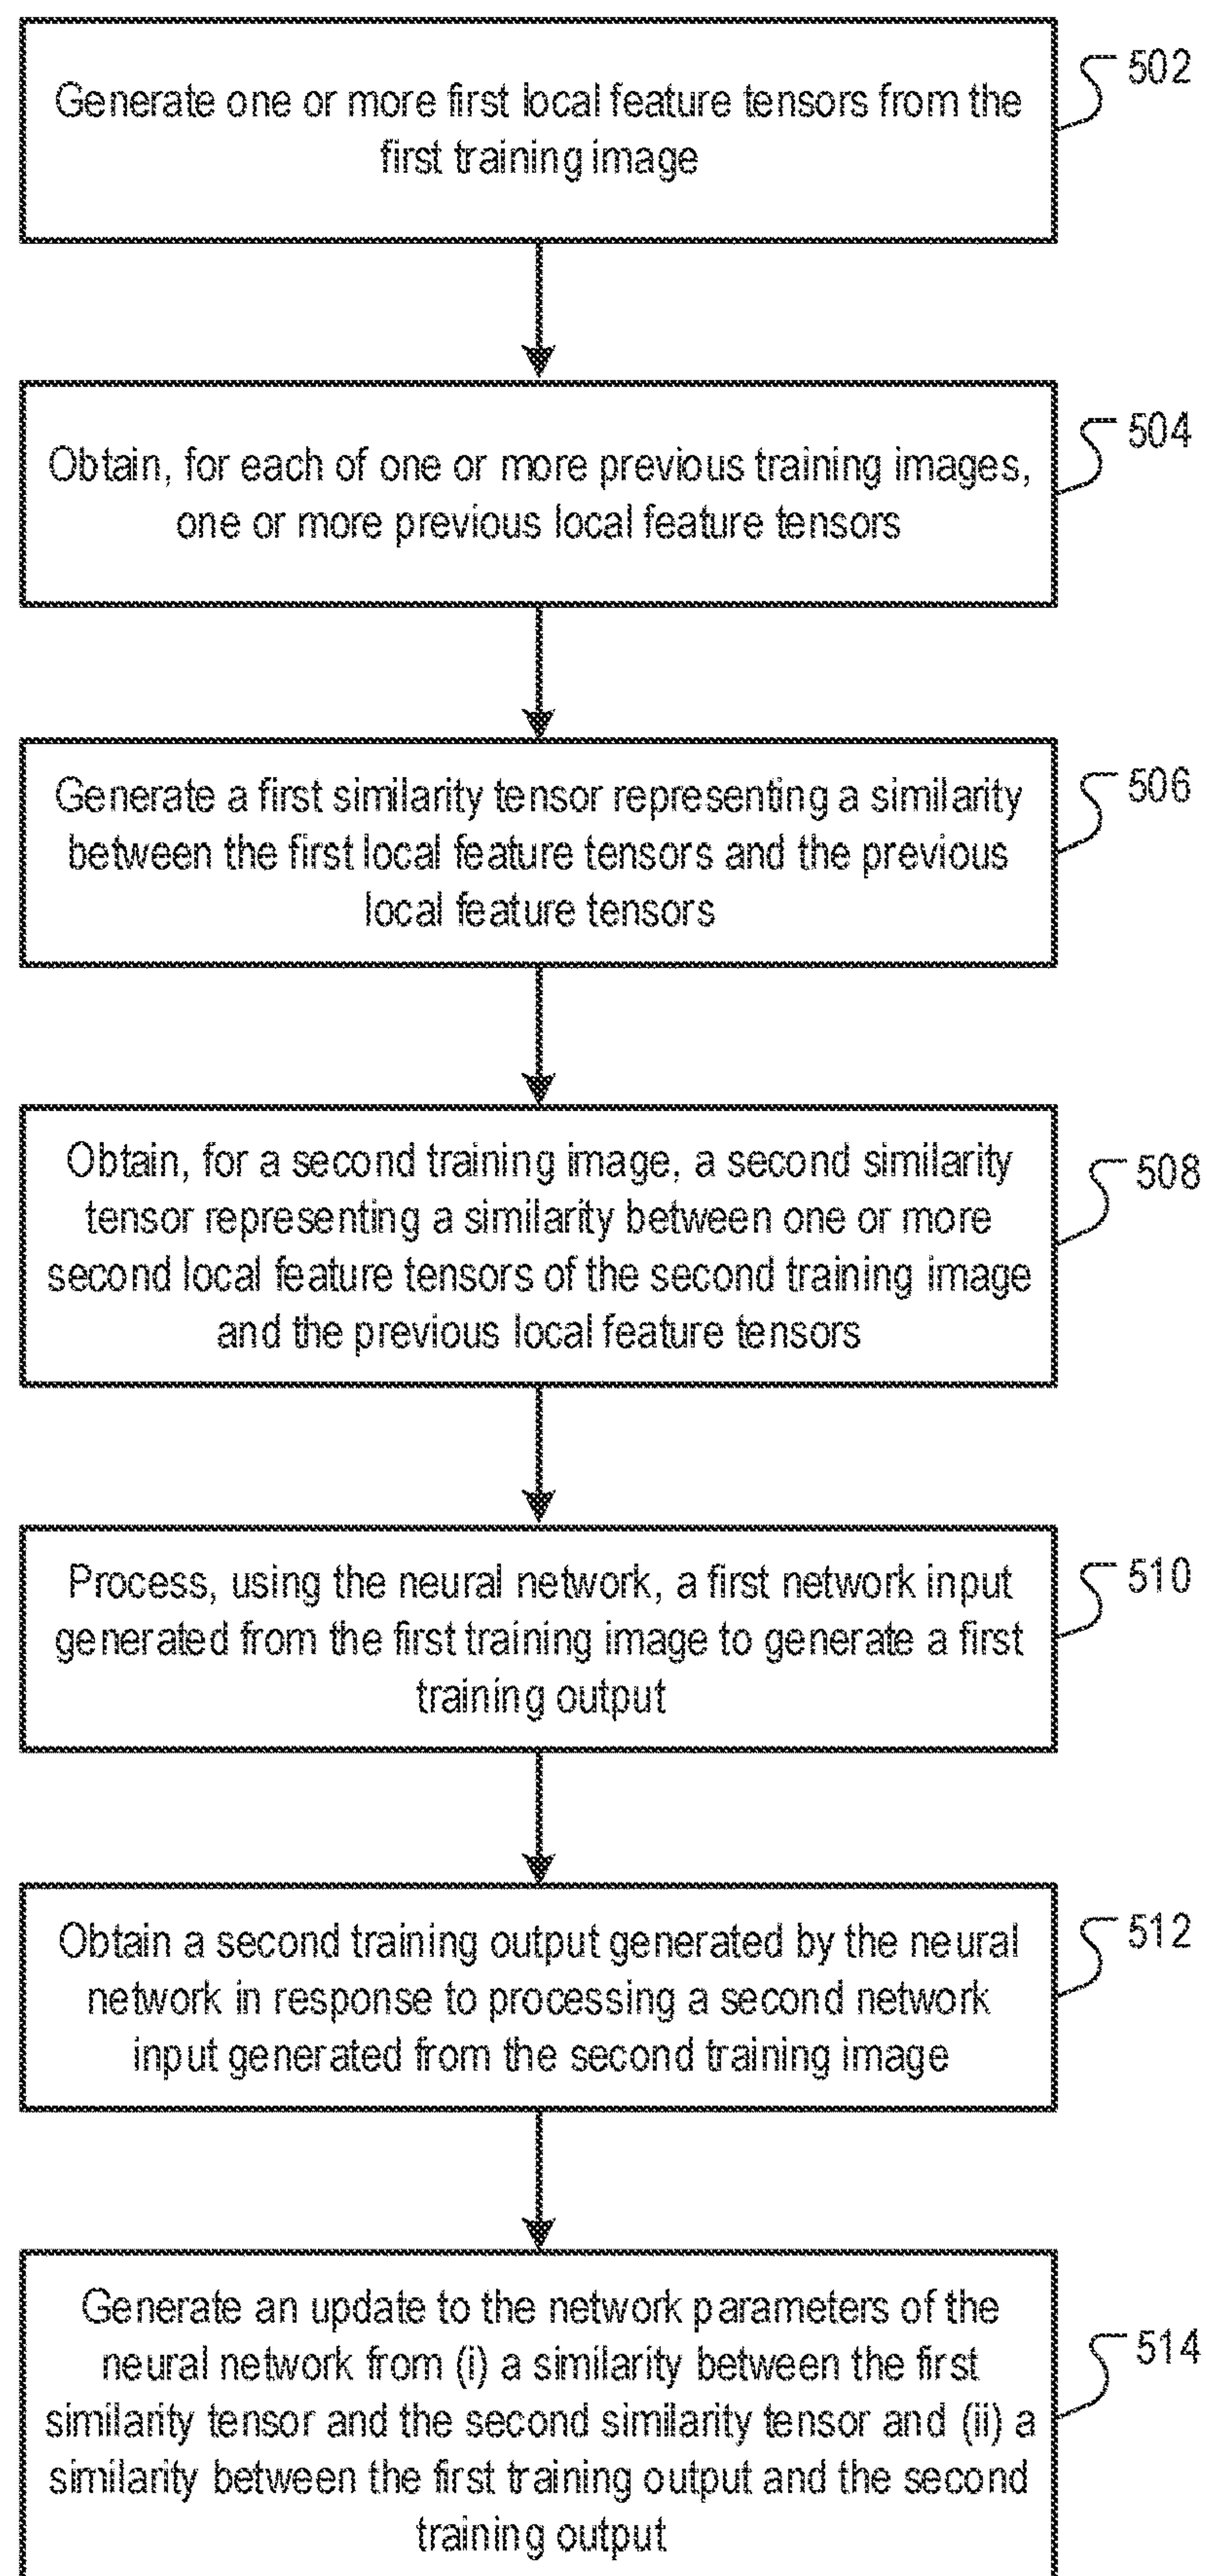 Generate one or more first local feature tensors from the
first training image
502
Obtain, for each of one or more previous training images,
one or more previous local feature tensors
504
Generate a first similarity tensor representing a similarity
between the first local feature tensors and the previous
local feature tensors
506
Obtain, for a second training image, a second similarity
tensor representing a similarity between one or more
second local feature tensors of the second training image
and the previous local feature tensors
508
Process, using the neural network, a first network input
generated from the first training image to generate a first
training output
510
Obtain a second training output generated by the neural
network in response to processing a second network
input generated from the second training image
512
Generate an update to the network parameters of the
neural network from (i) a similarity between the first
similarity tensor and the second similarity tensor and (ii) a
similarity between the first training output and the second
training output
514